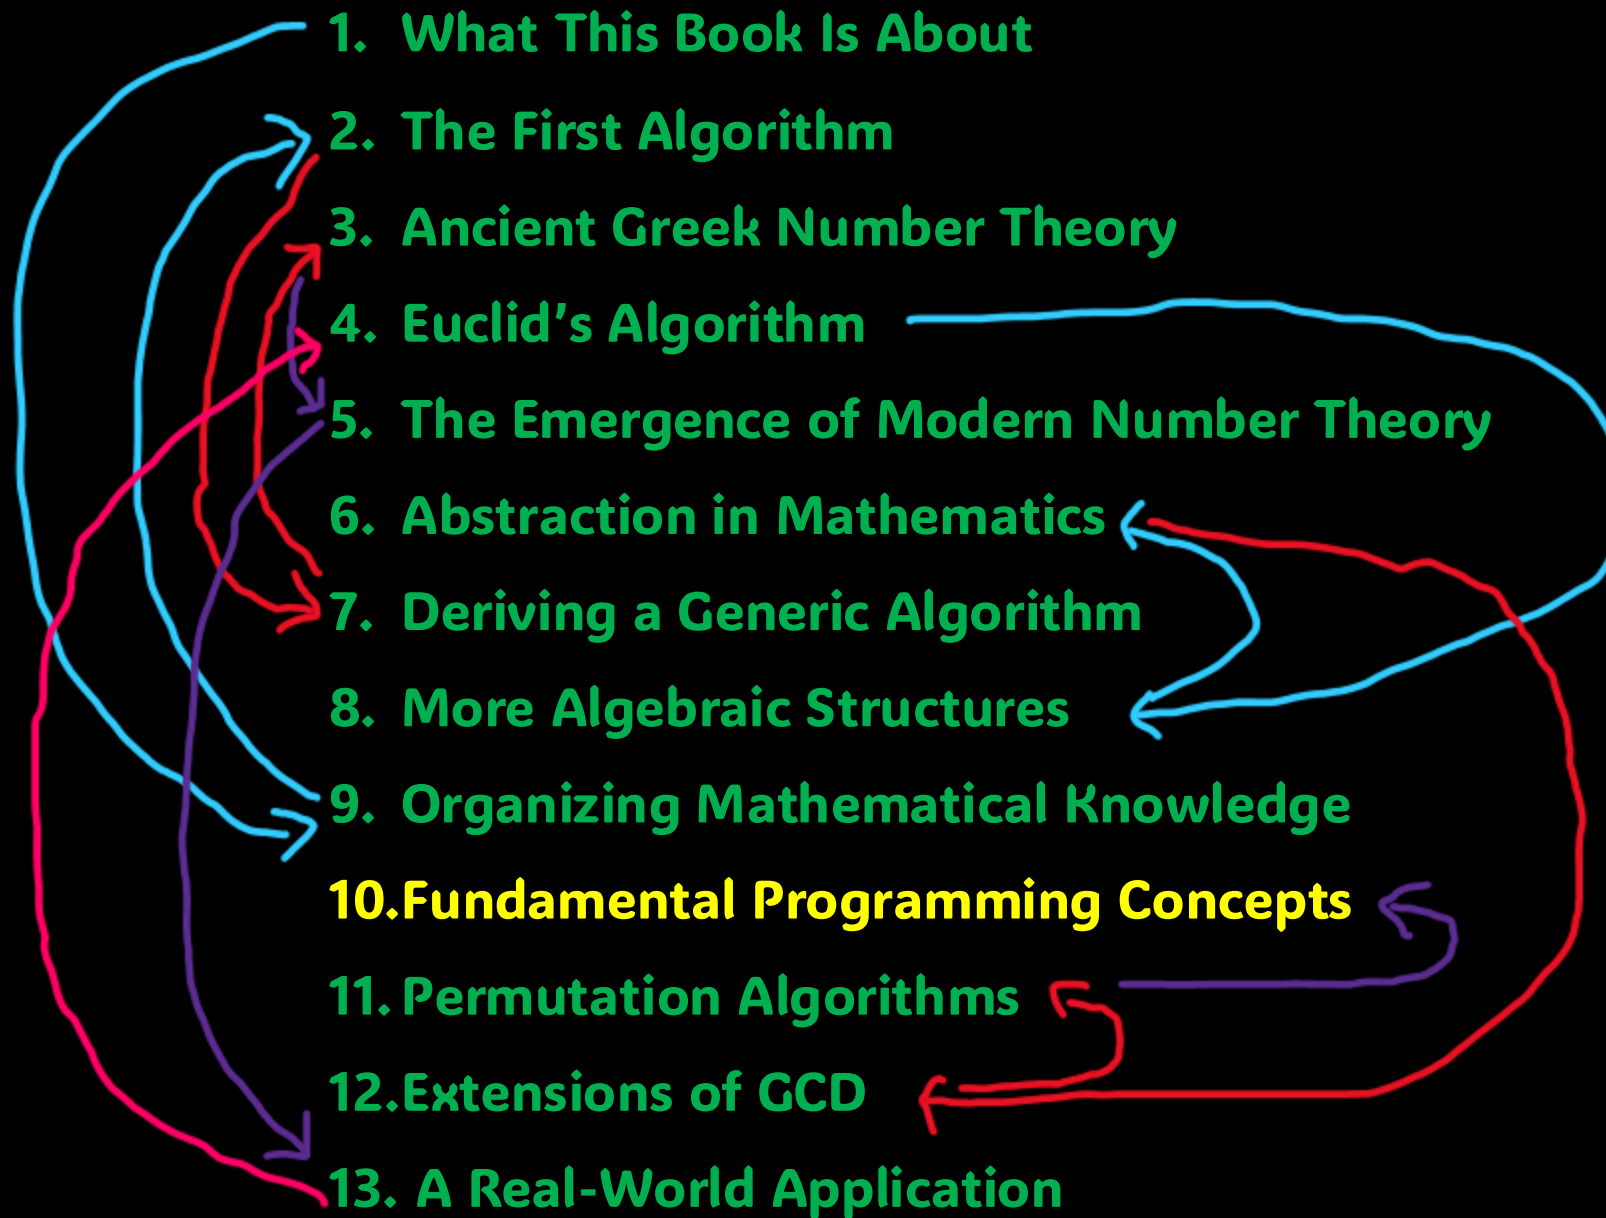 1. What This Book Is About
2. The First Algorithm
3. Ancient Greek Number Theory
4. Euclid’s Algorithm
5. The Emergence of Modern Number Theory
6. Abstraction in Mathematics
7. Deriving a Generic Algorithm
8. More Algebraic Structures
9. Organizing Mathematical Knowledge
10.Fundamental Programming Concepts
11. Permutation Algorithms
12.Extensions of GCD
13. A Real-World Application